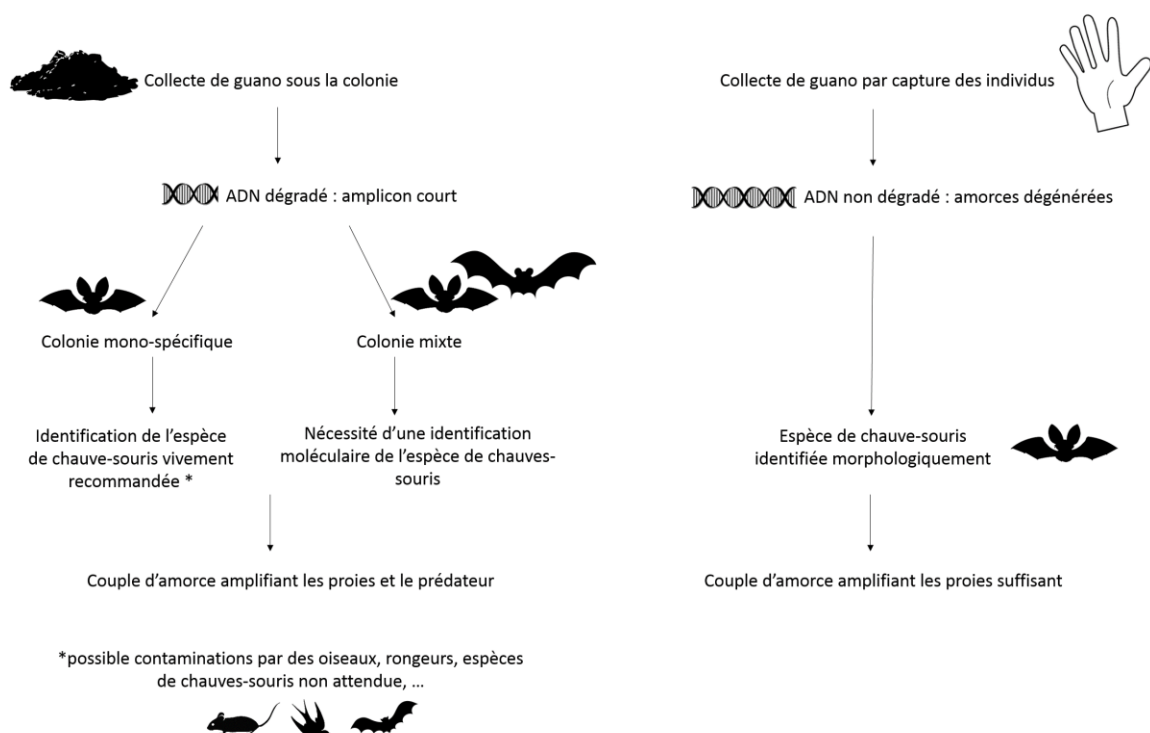 Collecte de guano sous la colonie
ADN dégradé : amplicon court
Colonie mono-spécifique
Colonie mixte
Identification de l'espèce
de chauve-souris vivement
recommandée *
Nécessité d'une identification
moléculaire de l'espèce de chauves-
souris
Couple d'amorce amplifiant les proies et le prédateur
*possible contaminations par des oiseaux, rongeurs, espèces
de chauves-souris non attendue, ...
Collecte de guano par capture des individus
ADN non dégradé : amorces dégénérées
Espèce de chauve-souris
identifiée morphologiquement
Couple d'amorce amplifiant les proies suffisant